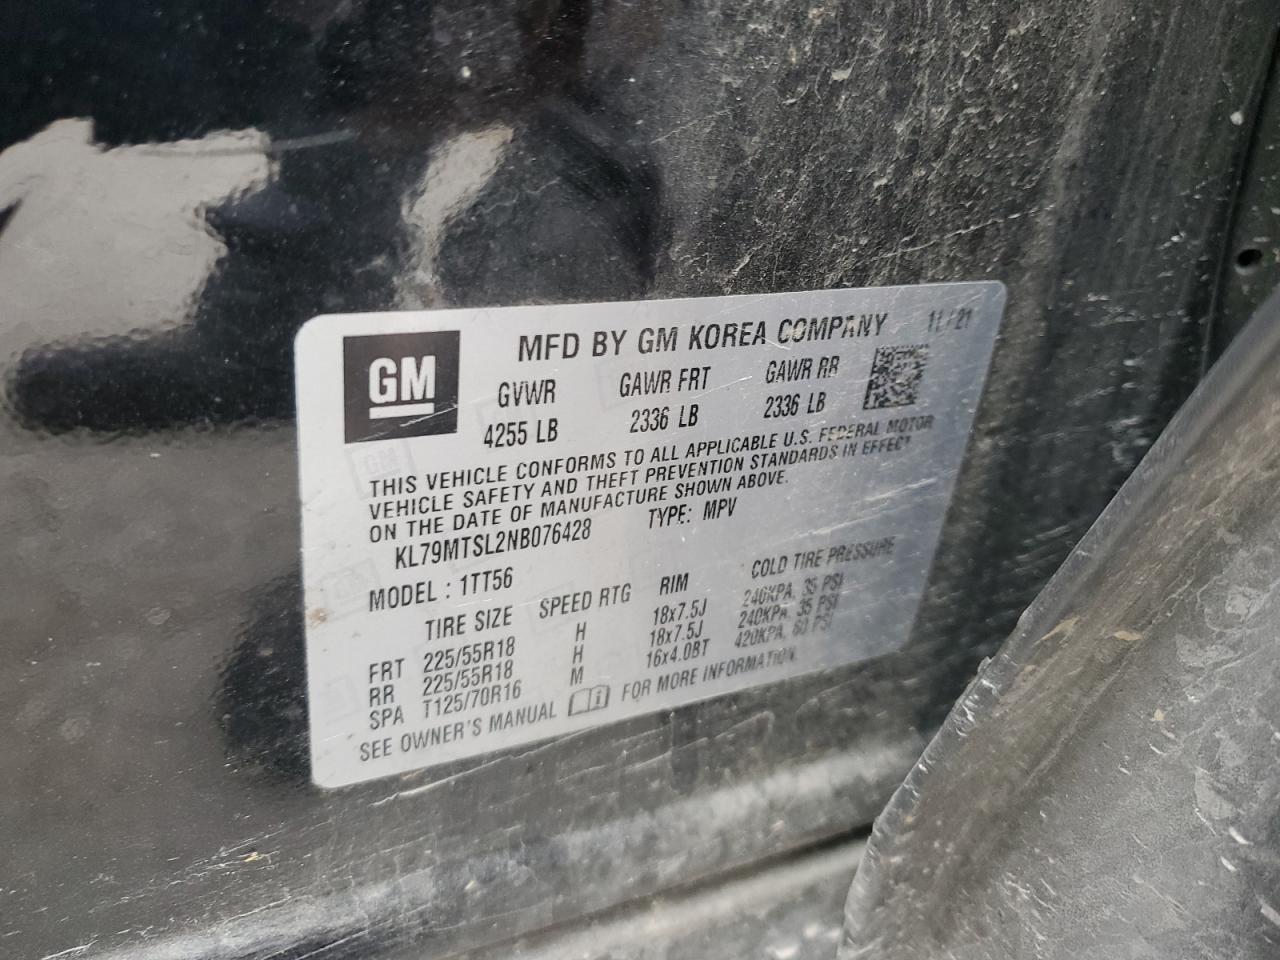 GM
MFD BY GM KOREA COMPANY 11/21
GVWR GAWR FRT GAWR RR
4255 LB 2336 LB 2336 LB
THIS VEHICLE CONFORMS TO ALL APPLICABLE U.S. FEDERAL MOTOR
VEHICLE SAFETY AND THEFT PREVENTION STANDARDS IN EFFECT
ON THE DATE OF MANUFACTURE SHOWN ABOVE.
KL79MTSL2NB076428 TYPE: MPV
MODEL : 1TT56
TIRE SIZE SPEED RTG RIM COLD TIRE PRESSURE
FRT 225/55R18 H 18x7.5J 240KPA, 35 PSI
RR 225/55R18 H 18x7.5J 240KPA, 35 PSI
SPA T125/70R16 M 16x4.0BT 420KPA, 60 PSI
SEE OWNER'S MANUAL FOR MORE INFORMATION